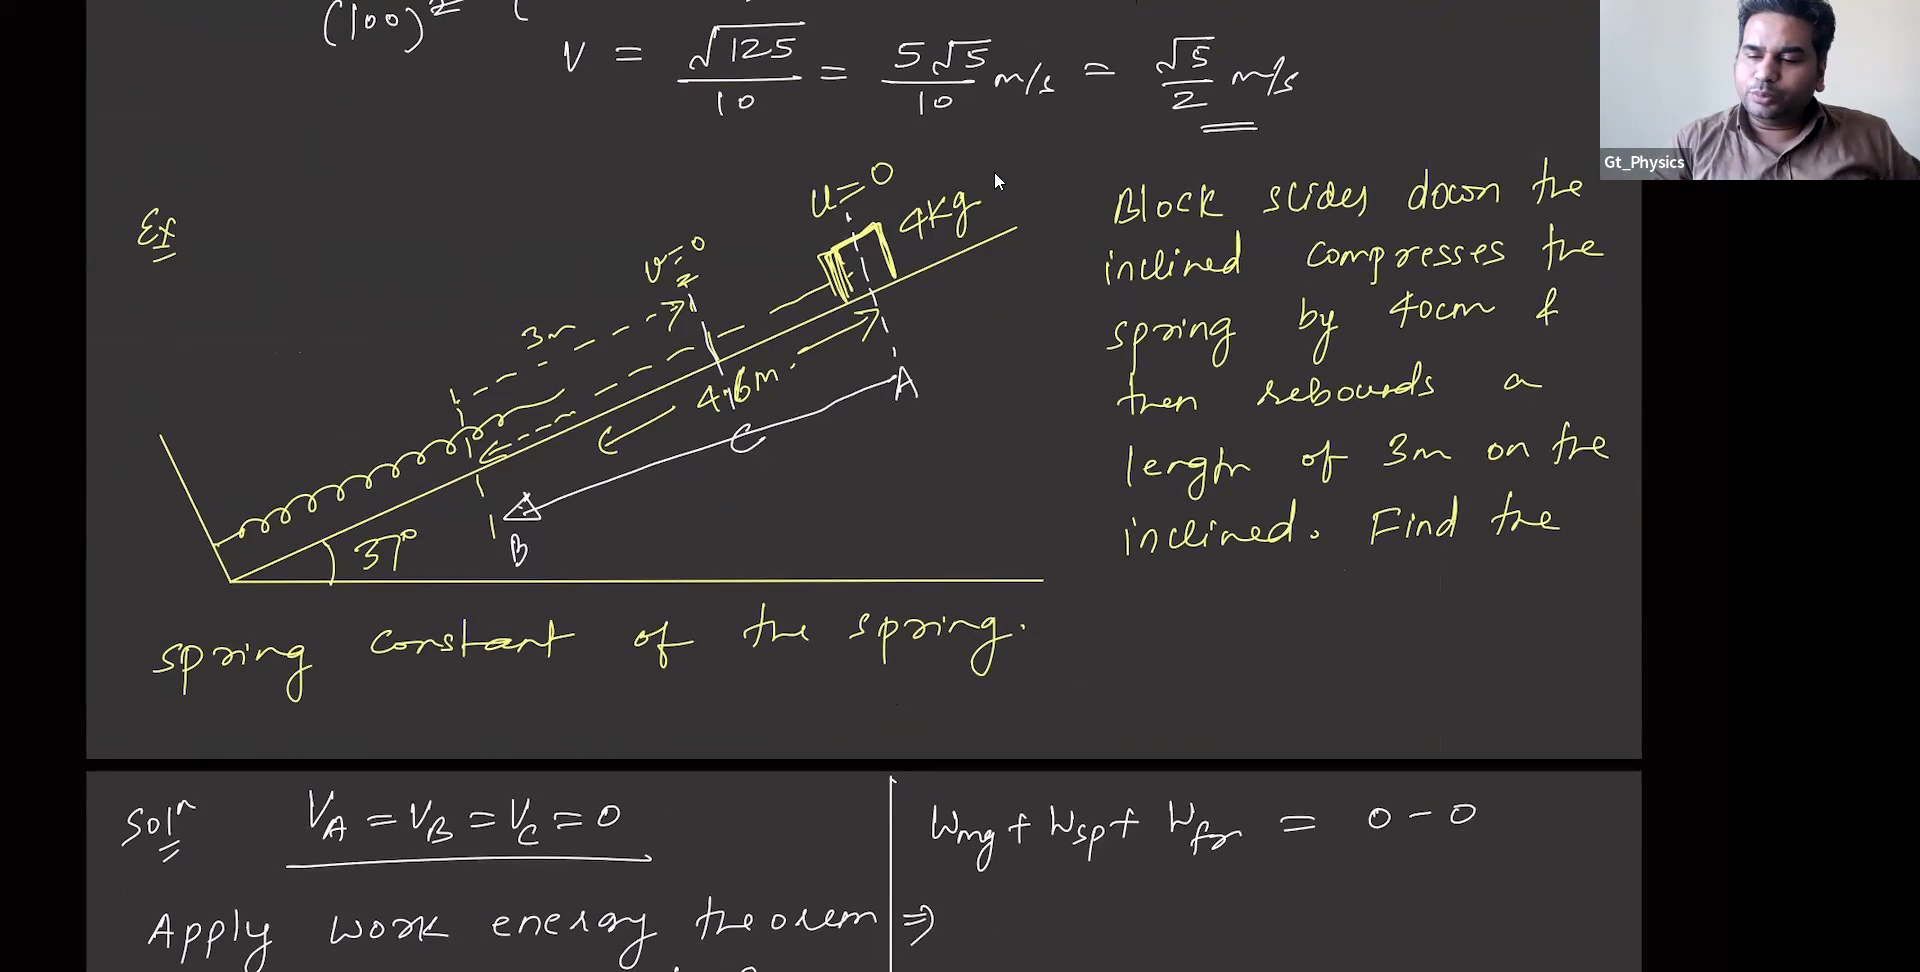 (100)²
V = √125/10 = 5√5/10 m/s = √5/2 m/s
Gt_Physics
Ex
u=0
4kg
v=0
3m
4.6m
A
C
B
37°
Block slides down the
inclined compresses the
spring by 40cm &
then rebounds a
length of 3m on the
inclined. Find the
spring constant of the spring.
Solⁿ
V_A = V_B = V_C = 0
Apply work energy theorem
W_mg + W_sp + W_fr = 0 - 0
⇒